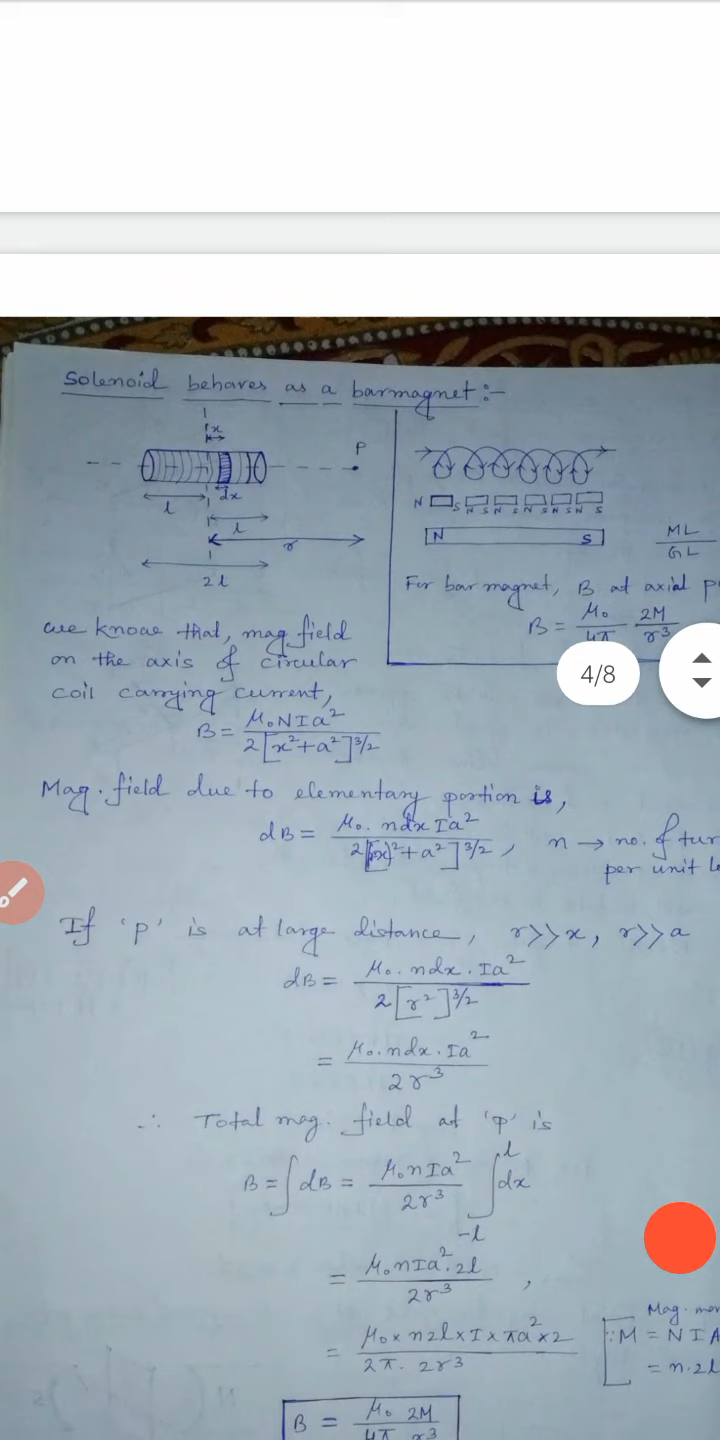 Solenoid behaves as a barmagnet :-
x
P
dx
l
l
r
2l
N S N S N S N S N S N S
N S
ML
GL
For bar magnet, B at axial p
B = μ₀/4π 2M/r³
4/8
we know that, mag. field
on the axis of circular
coil carrying current,
B = μ₀NIa²/2[x²+a²]^3/2
Mag. field due to elementary portion is,
dB = μ₀.ndxIa²/2[(r-x)²+a²]^3/2, n → no. of tur
per unit le
If 'p' is at large distance, r>>x, r>>a
dB = μ₀.ndx.Ia²/2[r²]^3/2
= μ₀.ndx.Ia²/2r³
∴ Total mag. field at 'p' is
B = ∫dB = μ₀nIa²/2r³ ∫_{-l}^{l} dx
= μ₀nIa².2l/2r³ ,
= μ₀×n2l×I×πa²×2/2π.2r³
Mag. mom
∵ M = NIA
= n.2l
B = μ₀/4π 2M/r³